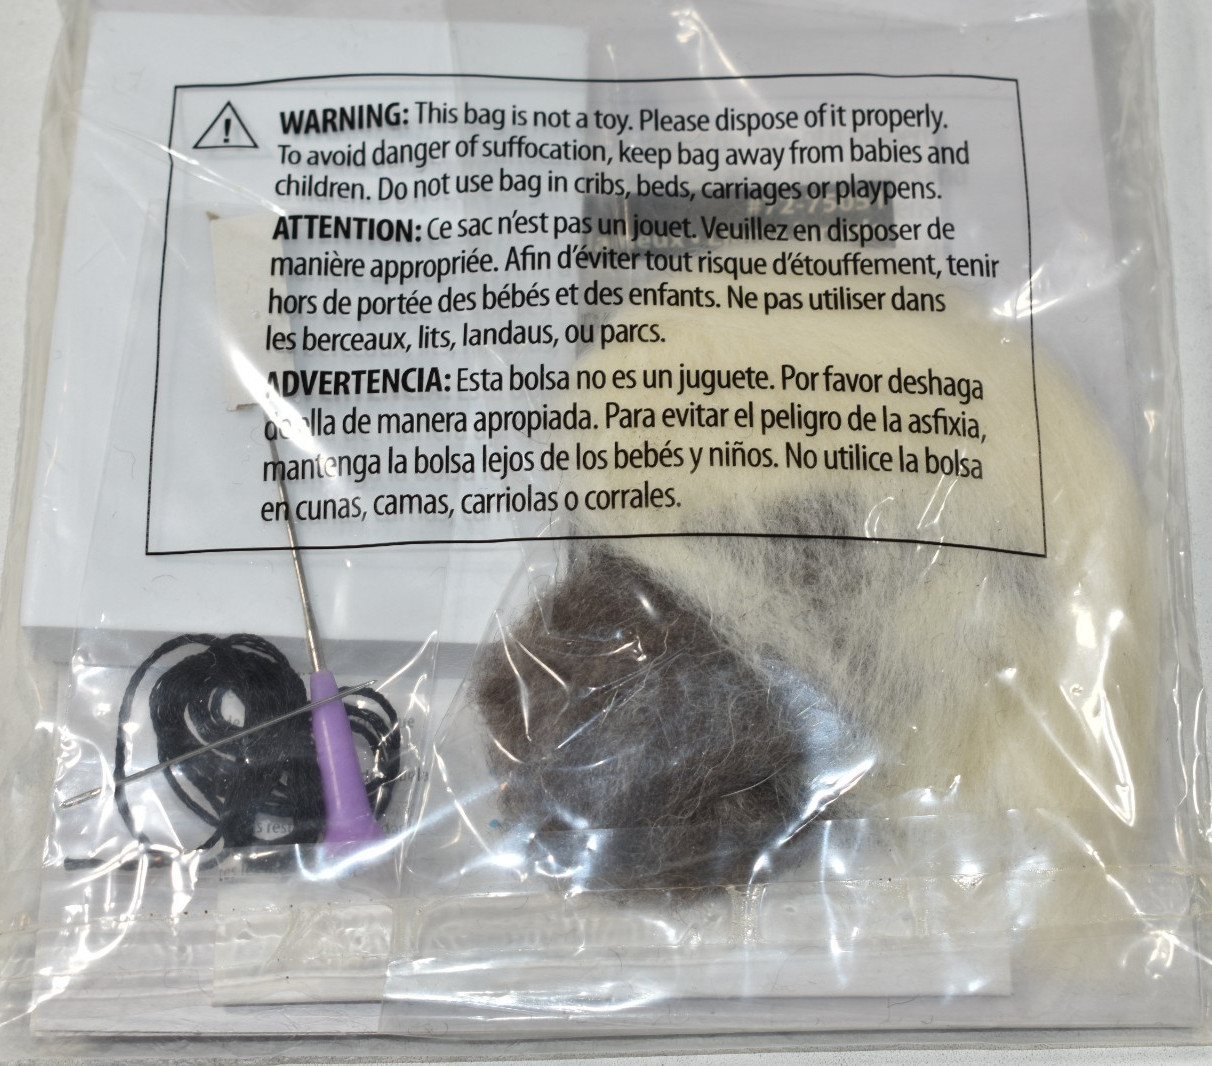 WARNING: This bag is not a toy. Please dispose of it properly.
To avoid danger of suffocation, keep bag away from babies and
children. Do not use bag in cribs, beds, carriages or playpens.
ATTENTION: Ce sac n'est pas un jouet. Veuillez en disposer de
manière appropriée. Afin d'éviter tout risque d'étouffement, tenir
hors de portée des bébés et des enfants. Ne pas utiliser dans
les berceaux, lits, landaus, ou parcs.
ADVERTENCIA: Esta bolsa no es un juguete. Por favor deshaga
de ella de manera apropiada. Para evitar el peligro de la asfixia,
mantenga la bolsa lejos de los bebés y niños. No utilice la bolsa
en cunas, camas, carriolas o corrales.